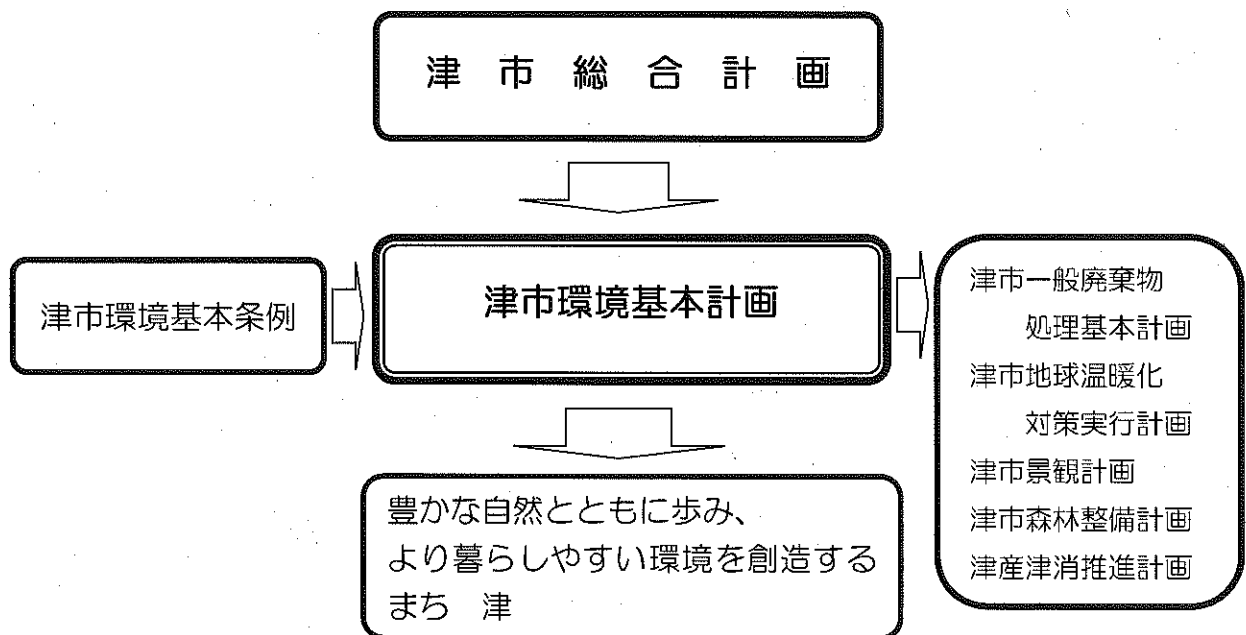 津市総合計画
津市環境基本条例
津市環境基本計画
津市一般廃棄物
処理基本計画
津市地球温暖化
対策実行計画
津市景観計画
津市森林整備計画
津産津消推進計画
豊かな自然とともに歩み、
より暮らしやすい環境を創造する
まち　津